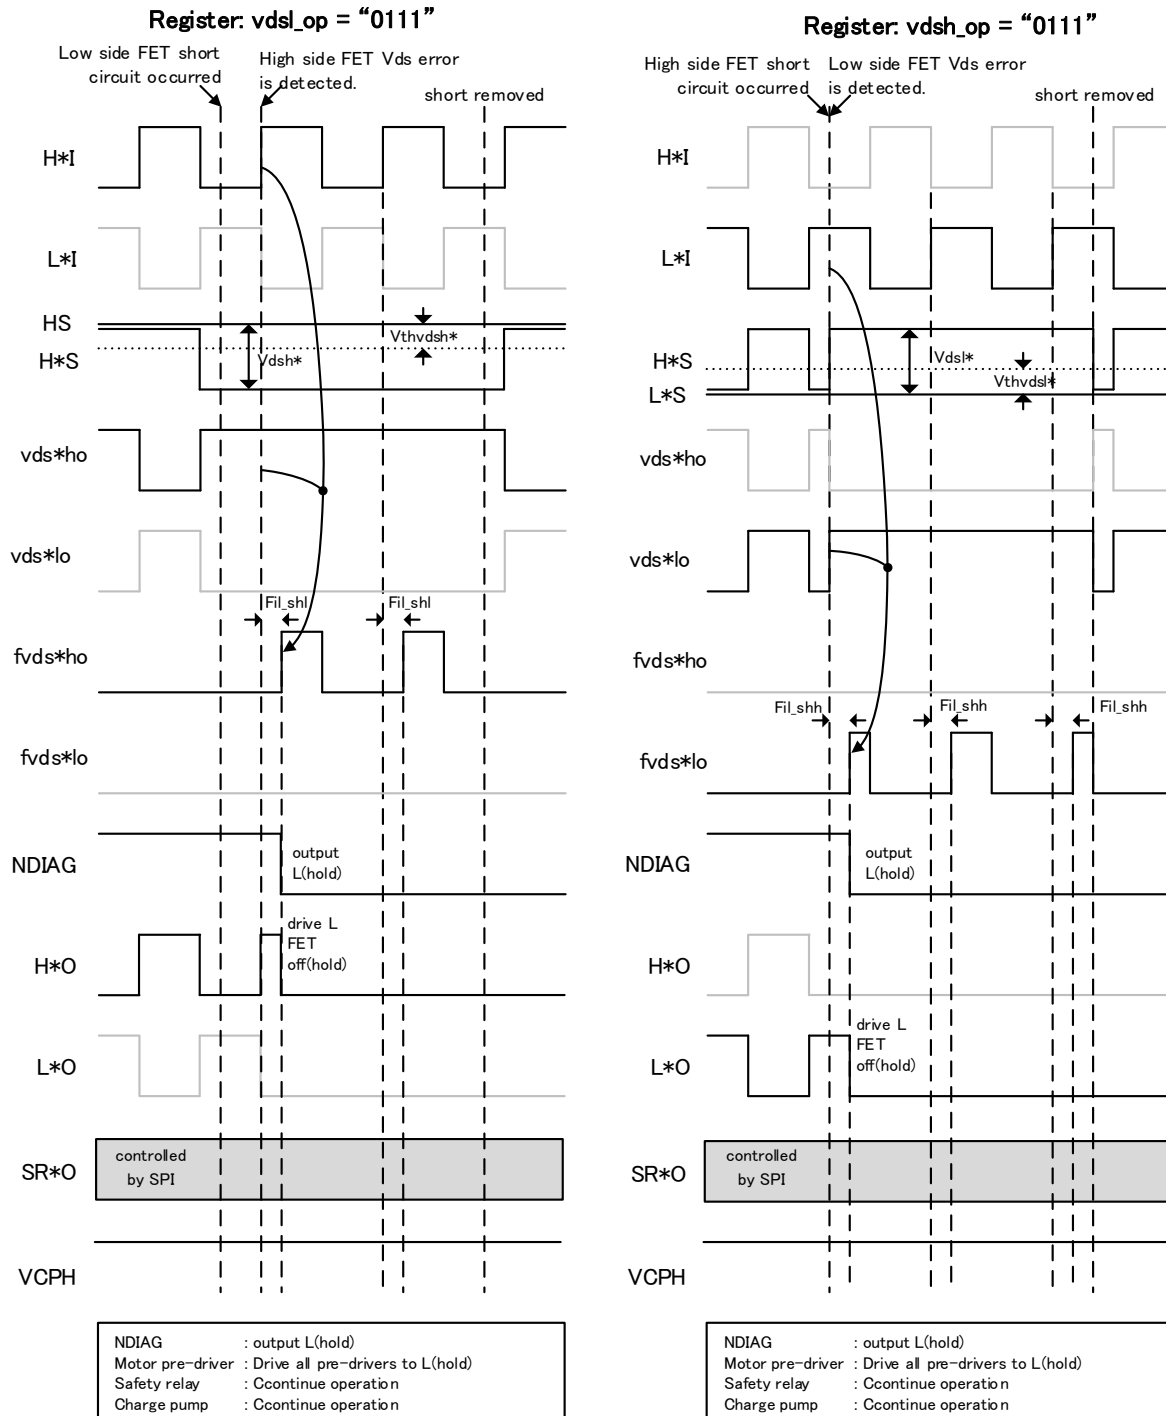 Register: vdsl_op = “0111”
Low side FET short
circuit occurred
High side FET Vds error
is detected.
short removed
H*I
L*I
HS
Vthvdsh*
H*S
Vdsh*
vds*ho
vds*lo
Fil_shl
Fil_shl
fvds*ho
fvds*lo
NDIAG
output
L(hold)
drive L
FET
off(hold)
H*O
L*O
SR*O
controlled
by SPI
VCPH
NDIAG : output L(hold)
Motor pre-driver : Drive all pre-drivers to L(hold)
Safety relay : Ccontinue operation
Charge pump : Ccontinue operation
Register: vdsh_op = “0111”
High side FET short
circuit occurred
Low side FET Vds error
is detected.
short removed
H*I
L*I
H*S
Vdsl*
Vthvdsl*
L*S
vds*ho
vds*lo
fvds*ho
Fil_shh
Fil_shh
Fil_shh
fvds*lo
NDIAG
output
L(hold)
H*O
drive L
FET
off(hold)
L*O
SR*O
controlled
by SPI
VCPH
NDIAG : output L(hold)
Motor pre-driver : Drive all pre-drivers to L(hold)
Safety relay : Ccontinue operation
Charge pump : Ccontinue operation